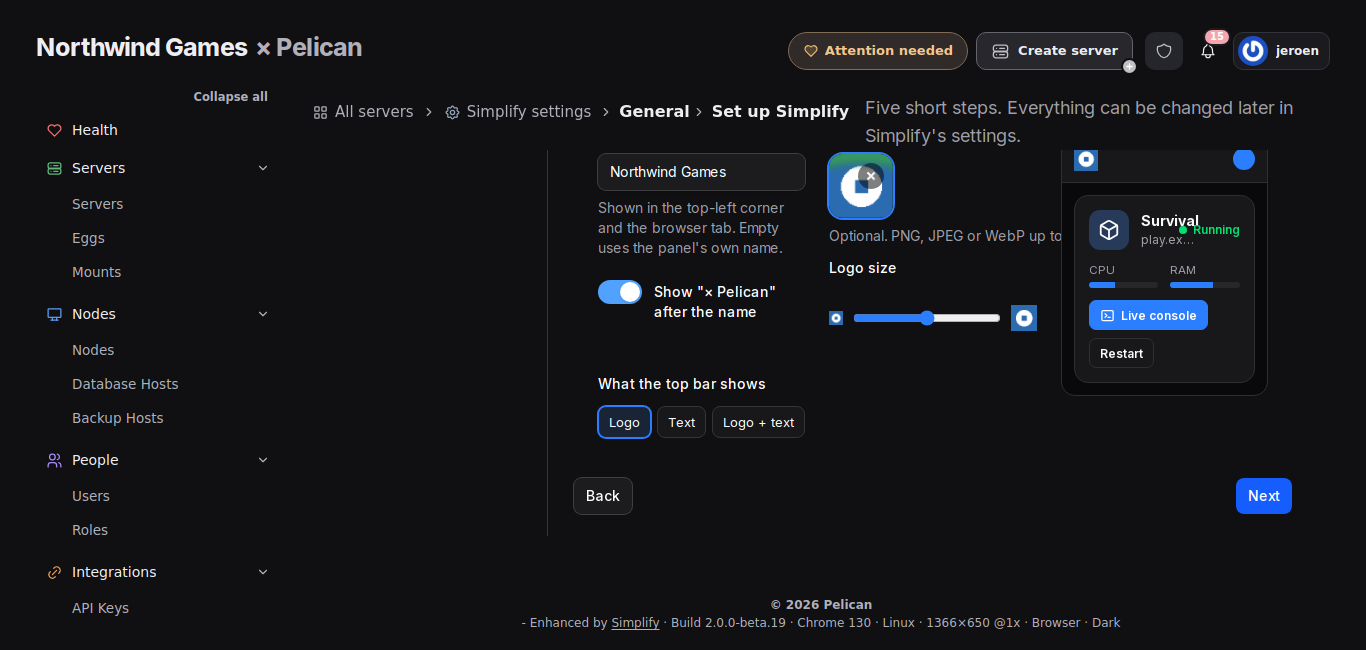 Northwind Games × Pelican
Attention needed
Create server
15
jeroen
Collapse all
All servers > Simplify settings > General > Set up Simplify
Five short steps. Everything can be changed later in
Simplify's settings.
Health
Servers
Servers
Eggs
Mounts
Nodes
Nodes
Database Hosts
Backup Hosts
People
Users
Roles
Integrations
API Keys
Northwind Games
Shown in the top-left corner
and the browser tab. Empty
uses the panel's own name.
Show "× Pelican"
after the name
Optional. PNG, JPEG or WebP up to
Logo size
What the top bar shows
Logo
Text
Logo + text
Survival
play.ex…
Running
CPU
RAM
Live console
Restart
Back
Next
© 2026 Pelican
- Enhanced by Simplify · Build 2.0.0-beta.19 · Chrome 130 · Linux · 1366×650 @1x · Browser · Dark